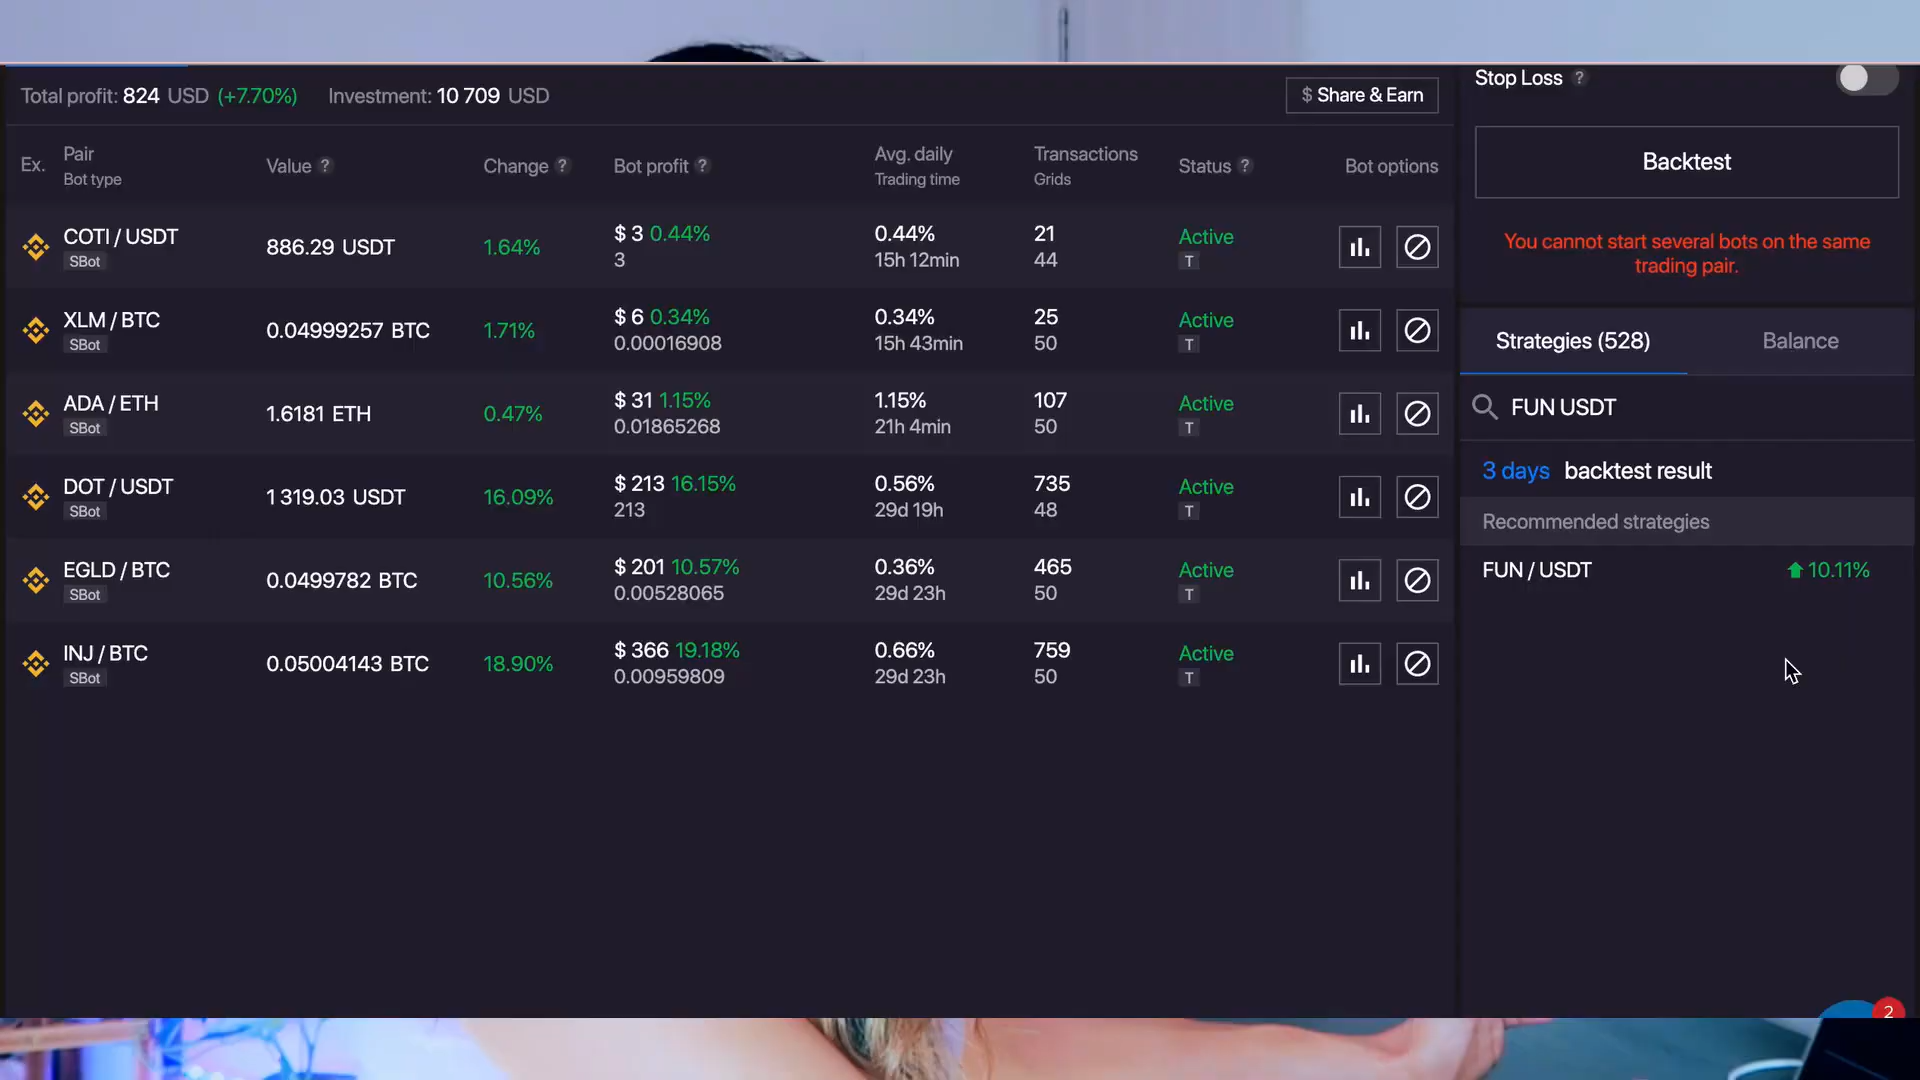 Total profit: 824 USD (+7.70%) Investment: 10 709 USD
$ Share & Earn
Ex.
Pair
Bot type
Value ?
Change ?
Bot profit ?
Avg. daily
Trading time
Transactions
Grids
Status ?
Bot options
COTI / USDT
SBot
886.29 USDT
1.64%
$ 3 0.44%
3
0.44%
15h 12min
21
44
Active
T
XLM / BTC
SBot
0.04999257 BTC
1.71%
$ 6 0.34%
0.00016908
0.34%
15h 43min
25
50
Active
T
ADA / ETH
SBot
1.6181 ETH
0.47%
$ 31 1.15%
0.01865268
1.15%
21h 4min
107
50
Active
T
DOT / USDT
SBot
1 319.03 USDT
16.09%
$ 213 16.15%
213
0.56%
29d 19h
735
48
Active
T
EGLD / BTC
SBot
0.0499782 BTC
10.56%
$ 201 10.57%
0.00528065
0.36%
29d 23h
465
50
Active
T
INJ / BTC
SBot
0.05004143 BTC
18.90%
$ 366 19.18%
0.00959809
0.66%
29d 23h
759
50
Active
T
Stop Loss ?
Backtest
You cannot start several bots on the same
trading pair.
Strategies (528)
Balance
FUN USDT
3 days backtest result
Recommended strategies
FUN / USDT 10.11%
2